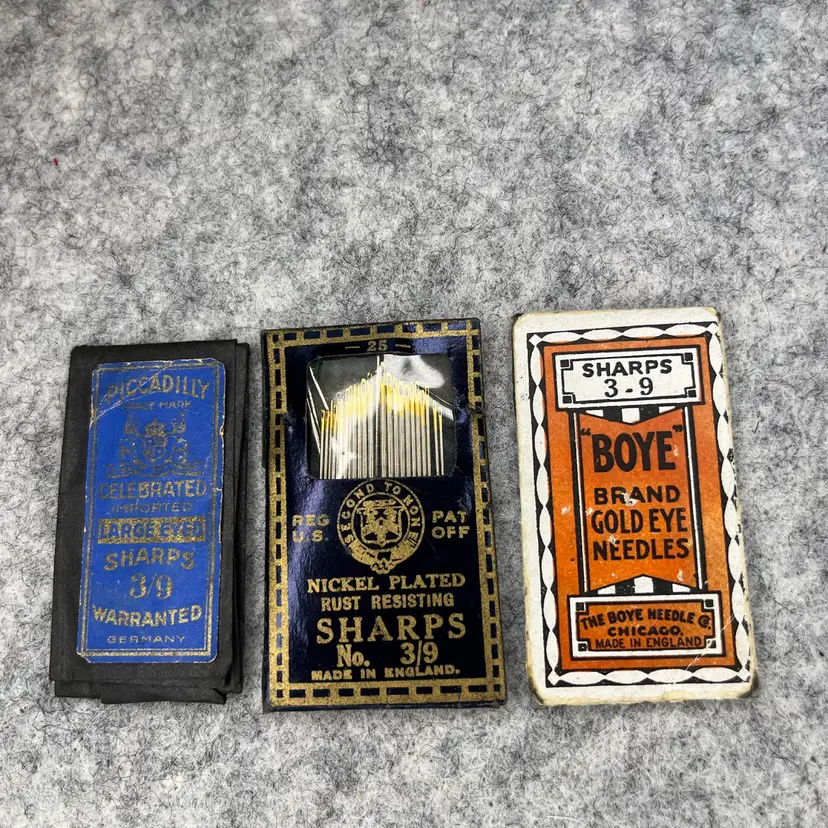 PICCADILLY
TRADE MARK
CELEBRATED
IMPORTED
LARGE EYED
SHARPS
3/9
WARRANTED
GERMANY
25
SECOND TO NONE
REG PAT
U.S. OFF
NICKEL PLATED
RUST RESISTING
SHARPS
No. 3/9
MADE IN ENGLAND.
SHARPS
3-9
"BOYE"
BRAND
GOLD EYE
NEEDLES
THE BOYE NEEDLE Co.
CHICAGO.
MADE IN ENGLAND